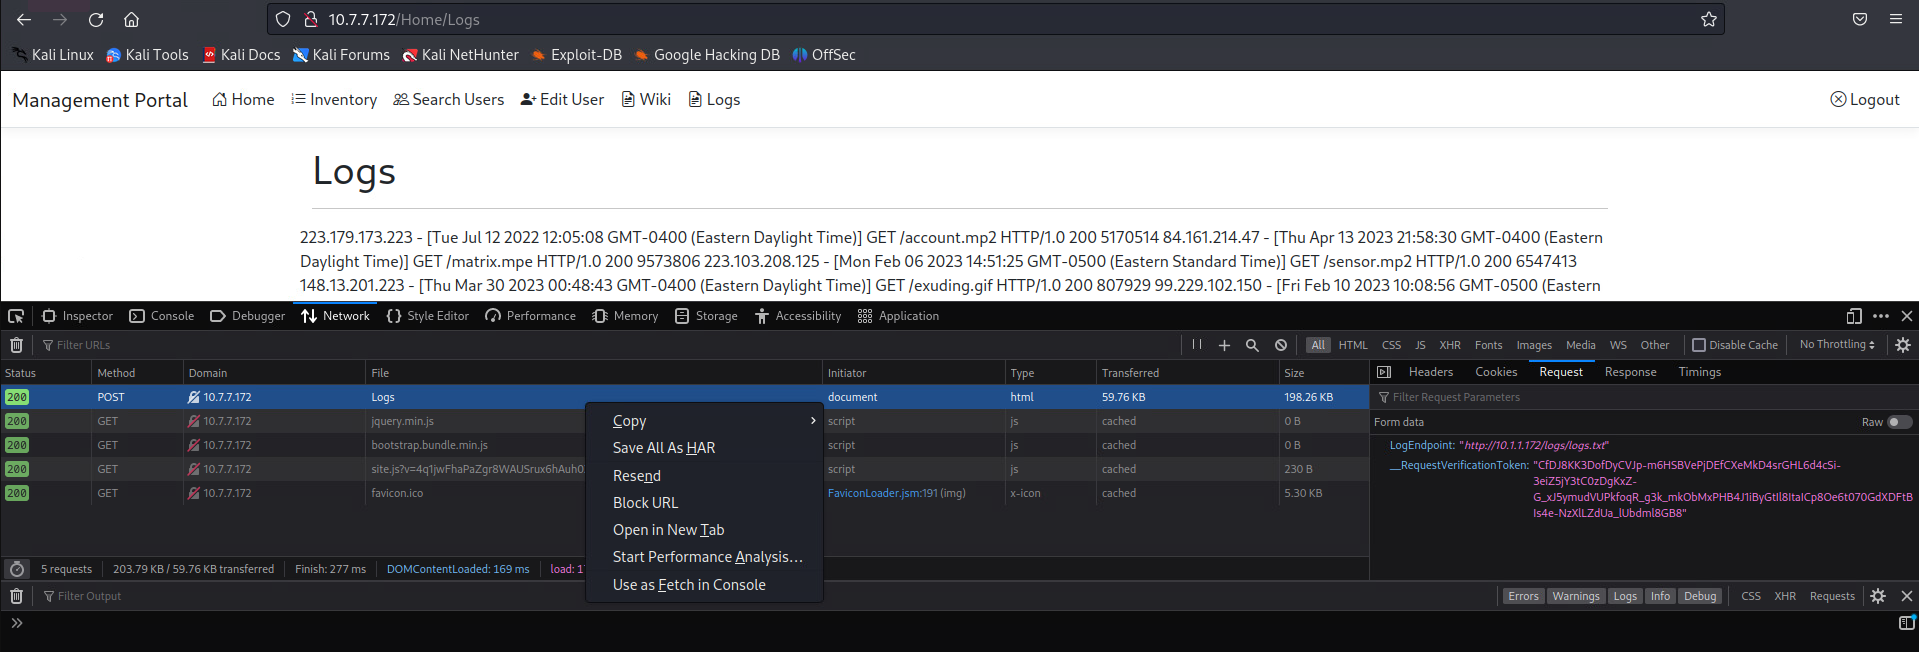 10.7.7.172/Home/Logs
Kali Linux Kali Tools Kali Docs Kali Forums Kali NetHunter Exploit-DB Google Hacking DB OffSec
Management Portal Home Inventory Search Users Edit User Wiki Logs Logout
Logs
223.179.173.223 - [Tue Jul 12 2022 12:05:08 GMT-0400 (Eastern Daylight Time)] GET /account.mp2 HTTP/1.0 200 5170514 84.161.214.47 - [Thu Apr 13 2023 21:58:30 GMT-0400 (Eastern
Daylight Time)] GET /matrix.mpe HTTP/1.0 200 9573806 223.103.208.125 - [Mon Feb 06 2023 14:51:25 GMT-0500 (Eastern Standard Time)] GET /sensor.mp2 HTTP/1.0 200 6547413
148.13.201.223 - [Thu Mar 30 2023 00:48:43 GMT-0400 (Eastern Daylight Time)] GET /exuding.gif HTTP/1.0 200 807929 99.229.102.150 - [Fri Feb 10 2023 10:08:56 GMT-0500 (Eastern
Inspector Console Debugger Network Style Editor Performance Memory Storage Accessibility Application
Filter URLs All HTML CSS JS XHR Fonts Images Media WS Other Disable Cache No Throttling
Status Method Domain File Initiator Type Transferred Size
200 POST 10.7.7.172 Logs document html 59.76 KB 198.26 KB
200 GET 10.7.7.172 jquery.min.js script js cached 0 B
200 GET 10.7.7.172 bootstrap.bundle.min.js script js cached 0 B
200 GET 10.7.7.172 site.js?v=4q1jwFhaPaZgr8WAUSrux6hAuh0 script js cached 230 B
200 GET 10.7.7.172 favicon.ico FaviconLoader.jsm:191 (img) x-icon cached 5.30 KB
Copy
Save All As HAR
Resend
Block URL
Open in New Tab
Start Performance Analysis...
Use as Fetch in Console
Headers Cookies Request Response Timings
Filter Request Parameters
Form data Raw
LogEndpoint: "http://10.1.1.172/logs/logs.txt"
__RequestVerificationToken: "CfDJ8KK3DofDyCVJp-m6HSBVePjDEfCXeMkD4srGHL6d4cSi-
3eiZ5jY3tC0zDgKxZ-
G_xJ5ymudVUPkfoqR_g3k_mkObMxPHB4J1iByGtIl8ItaICp8Oe6t070GdXDFtB
Is4e-NzXlLZdUa_lUbdml8GB8"
5 requests 203.79 KB / 59.76 KB transferred Finish: 277 ms DOMContentLoaded: 169 ms load: 1
Filter Output Errors Warnings Logs Info Debug CSS XHR Requests